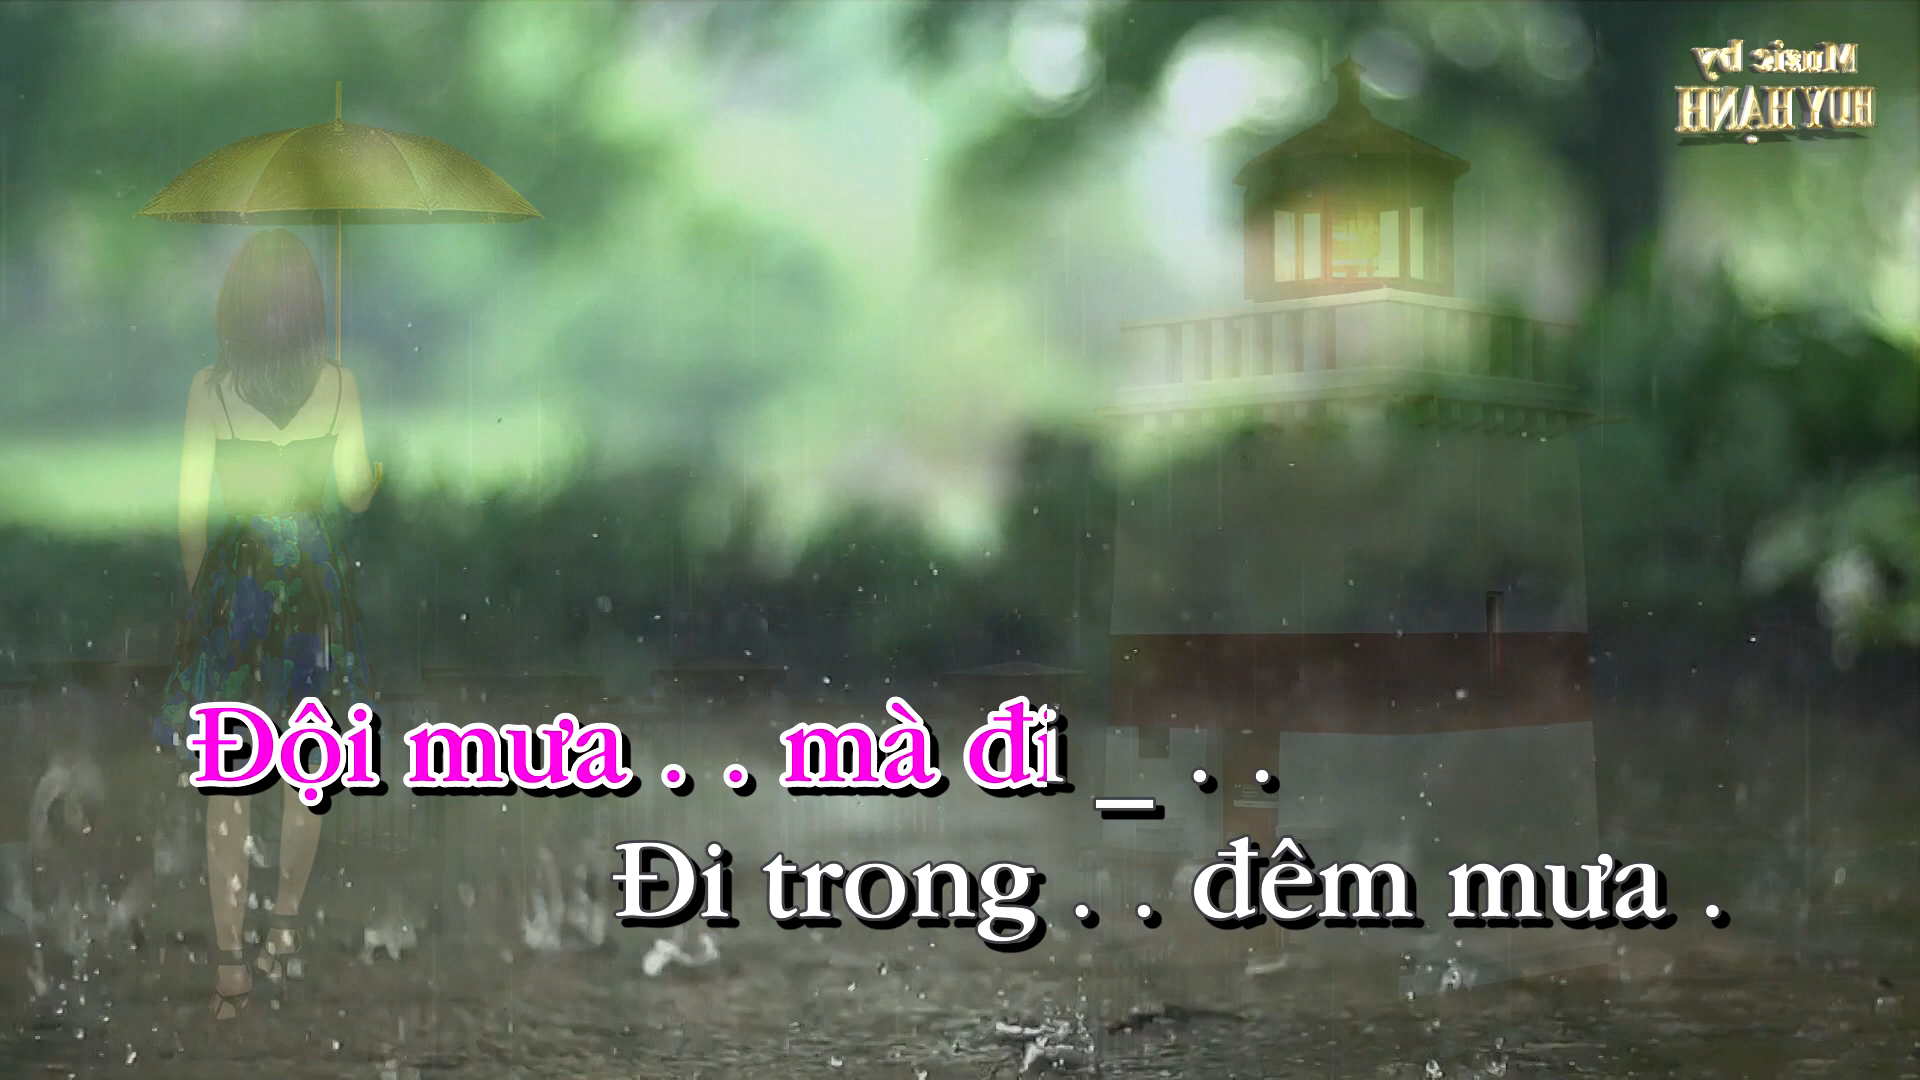 Music by
HUY HẠNH
Đội mưa . . mà đi _ . .
Đi trong . . đêm mưa .